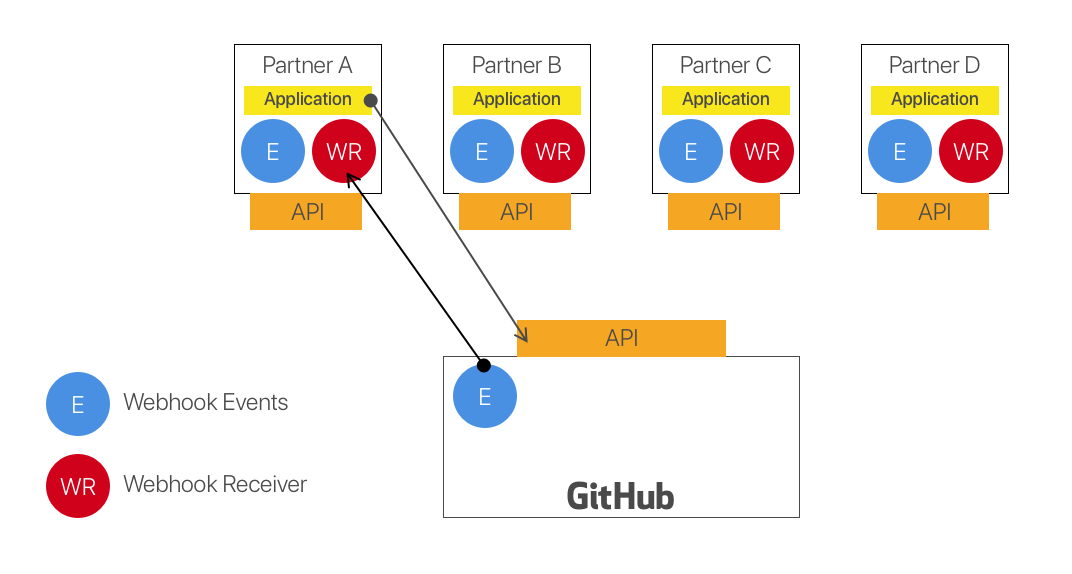 Partner A
Application
E
WR
API
Partner B
Application
E
WR
API
Partner C
Application
E
WR
API
Partner D
Application
E
WR
API
API
E
GitHub
E
Webhook Events
WR
Webhook Receiver